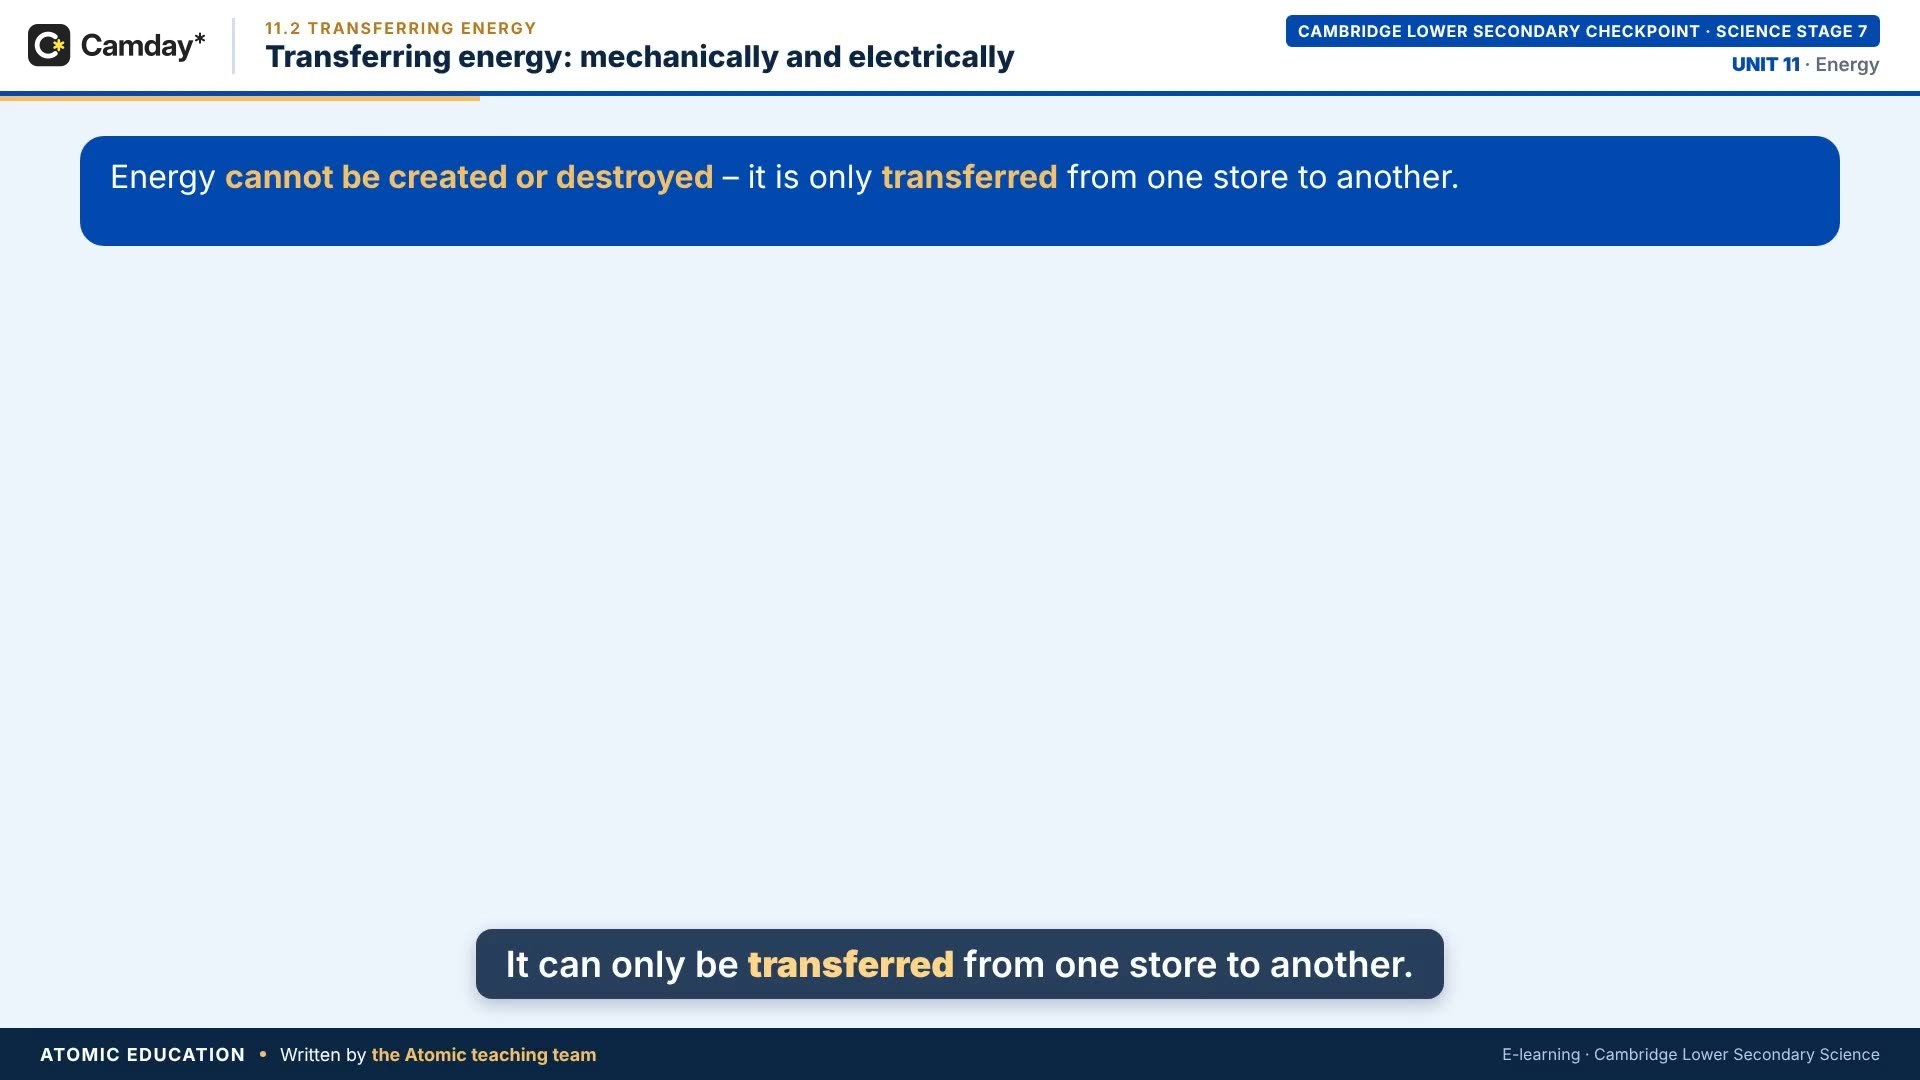 Camday*
11.2 TRANSFERRING ENERGY
Transferring energy: mechanically and electrically
CAMBRIDGE LOWER SECONDARY CHECKPOINT · SCIENCE STAGE 7
UNIT 11 · Energy
Energy cannot be created or destroyed – it is only transferred from one store to another.
It can only be transferred from one store to another.
ATOMIC EDUCATION • Written by the Atomic teaching team
E-learning · Cambridge Lower Secondary Science